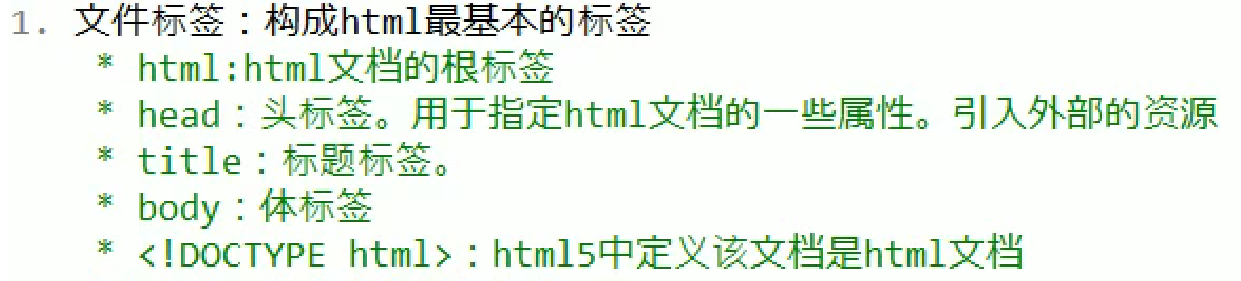 1. 文件标签：构成html最基本的标签
* html:html文档的根标签
* head：头标签。用于指定html文档的一些属性。引入外部的资源
* title：标题标签。
* body：体标签
* <!DOCTYPE html>：html5中定义该文档是html文档